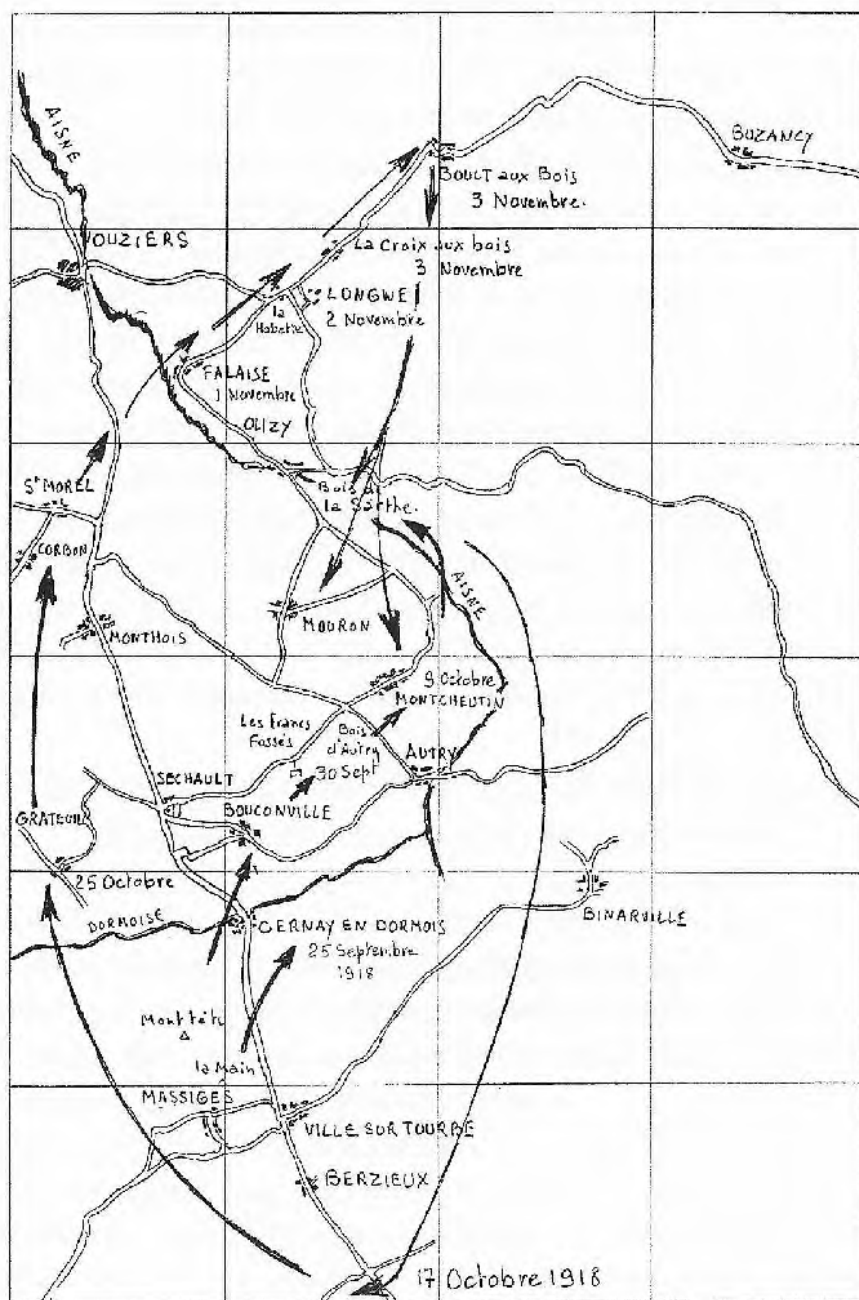 AISNE
BUZANCY
BOULT aux BOIS
3 Novembre.
VOUZIERS
La Croix aux bois
3 Novembre
LONGWE
2 Novembre
la
FALAISE
1 Novembre
OLIZY
St MOREL
Bois de
la Sarthe.
CORBON
AISNE
MOURON
MONTHOIS
9 Octobre
MONTCHEUTIN
Les Francs
Fossés
Bois
d'Autry
30 Sept
AUTRY
SECHAULT
BOUCONVILLE
GRATEUIL
25 Octobre
DORMOISE
CERNAY EN DORMOIS
25 Septembre
1918
BINARVILLE
Mont Têtu
la Main
MASSIGES
VILLE SUR TOURBE
BERZIEUX
17 Octobre 1918